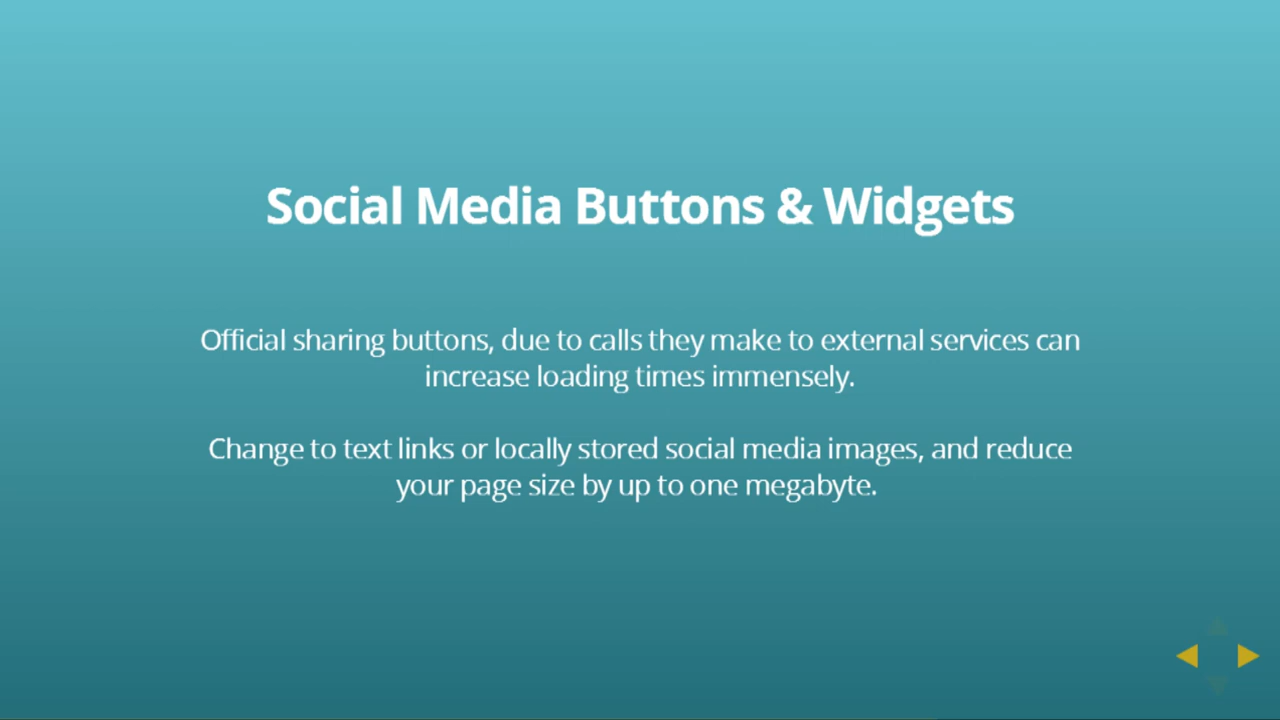 Social Media Buttons & Widgets
Official sharing buttons, due to calls they make to external services can
increase loading times immensely.
Change to text links or locally stored social media images, and reduce
your page size by up to one megabyte.